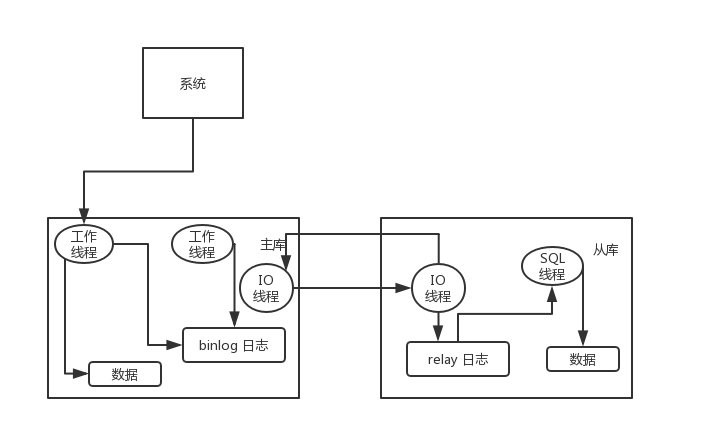 系统
工作
线程
工作
线程
主库
IO
线程
binlog 日志
数据
IO
线程
relay 日志
SQL
线程
从库
数据